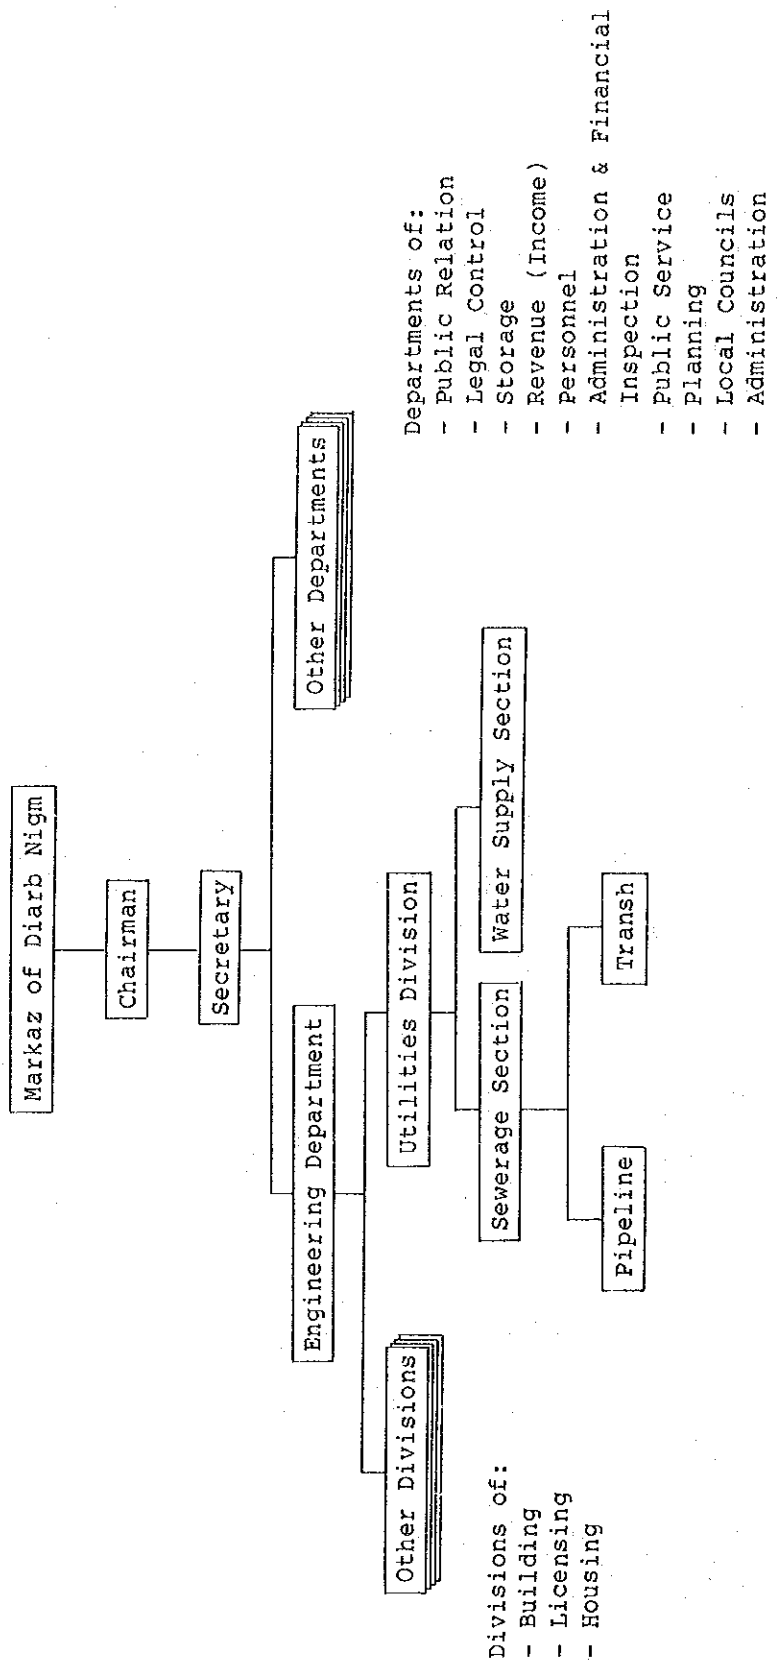 Markaz of Diarb Nigm
Chairman
Secretary
Engineering Department
Other Departments
Other Divisions
Utilities Division
Sewerage Section
Water Supply Section
Pipeline
Transh
Divisions of:
- Building
- Licensing
- Housing
Departments of:
- Public Relation
- Legal Control
- Storage
- Revenue (Income)
- Personnel
- Administration & Financial
Inspection
- Public Service
- Planning
- Local Councils
- Administration